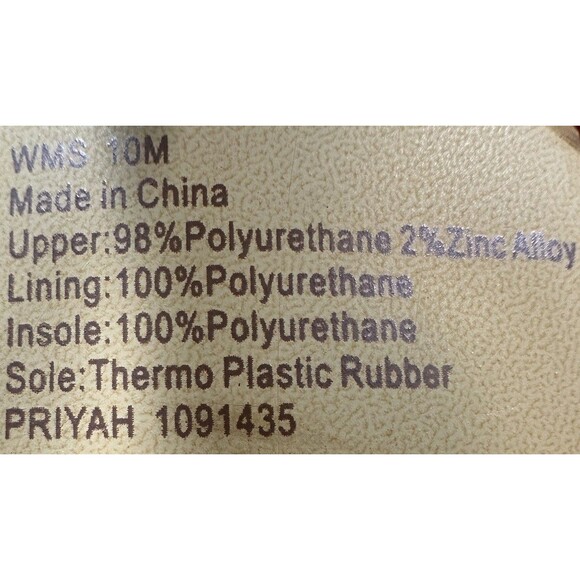 WMS 10M
Made in China
Upper:98%Polyurethane 2%Zinc Alloy
Lining:100%Polyurethane
Insole:100%Polyurethane
Sole:Thermo Plastic Rubber
PRIYAH 1091435